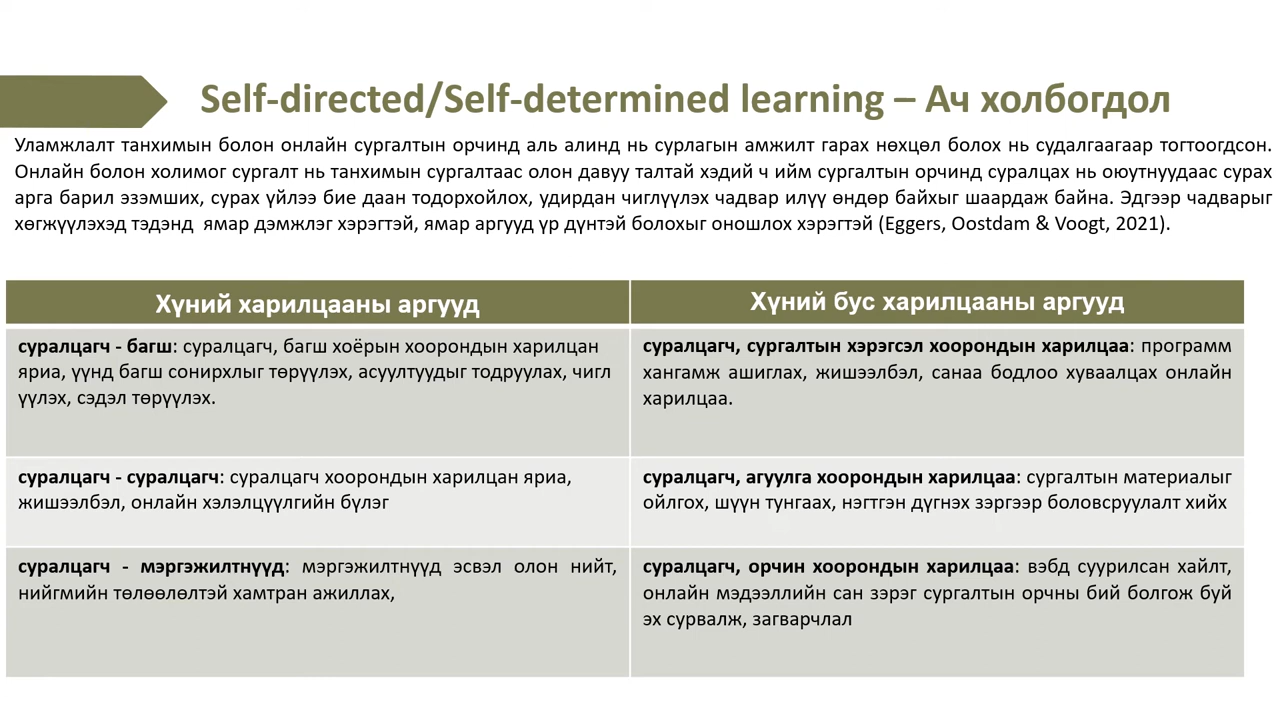 Self-directed/Self-determined learning – Ач холбогдол
Уламжлалт танхимын болон онлайн сургалтын орчинд аль алинд нь сурлагын амжилт гарах нөхцөл болох нь судалгаагаар тогтоогдсон.
Онлайн болон холимог сургалт нь танхимын сургалтаас олон давуу талтай хэдий ч ийм сургалтын орчинд суралцах нь оюутнуудаас сурах
арга барил эзэмших, сурах үйлээ бие даан тодорхойлох, удирдан чиглүүлэх чадвар илүү өндөр байхыг шаардаж байна. Эдгээр чадварыг
хөгжүүлэхэд тэдэнд ямар дэмжлэг хэрэгтэй, ямар аргууд үр дүнтэй болохыг оношлох хэрэгтэй (Eggers, Oostdam & Voogt, 2021).
Хүний харилцааны аргууд
Хүний бус харилцааны аргууд
суралцагч - багш: суралцагч, багш хоёрын хоорондын харилцан
яриа, үүнд багш сонирхлыг төрүүлэх, асуултуудыг тодруулах, чигл
үүлэх, сэдэл төрүүлэх.
суралцагч, сургалтын хэрэгсэл хоорондын харилцаа: программ
хангамж ашиглах, жишээлбэл, санаа бодлоо хуваалцах онлайн
харилцаа.
суралцагч - суралцагч: суралцагч хоорондын харилцан яриа,
жишээлбэл, онлайн хэлэлцүүлгийн бүлэг
суралцагч, агуулга хоорондын харилцаа: сургалтын материалыг
ойлгох, шүүн тунгаах, нэгтгэн дүгнэх зэргээр боловсруулалт хийх
суралцагч - мэргэжилтнүүд: мэргэжилтнүүд эсвэл олон нийт,
нийгмийн төлөөлөлтэй хамтран ажиллах,
суралцагч, орчин хоорондын харилцаа: вэбд суурилсан хайлт,
онлайн мэдээллийн сан зэрэг сургалтын орчны бий болгож буй
эх сурвалж, загварчлал